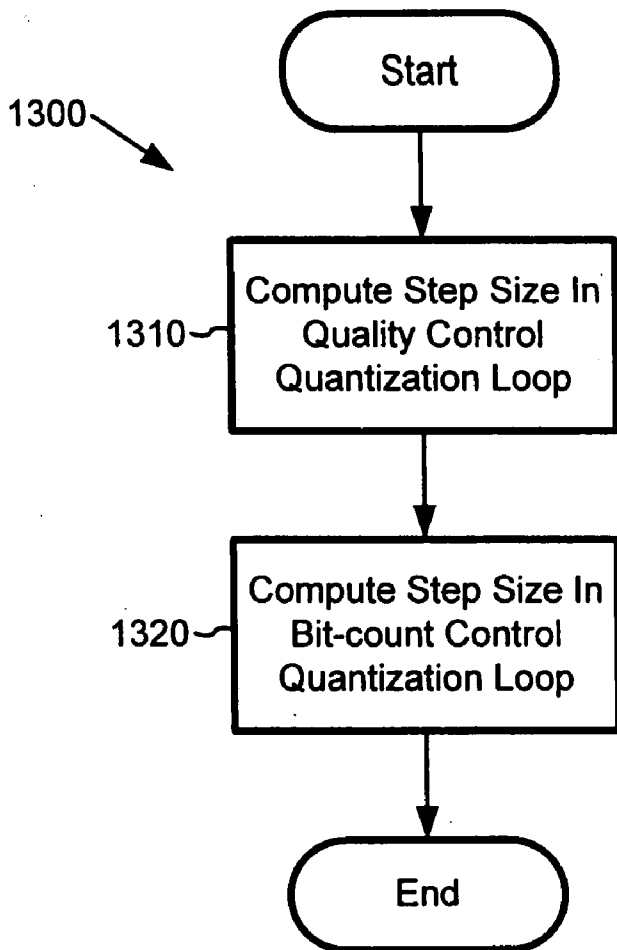 Start
1300
1310
Compute Step Size In
Quality Control
Quantization Loop
1320
Compute Step Size In
Bit-count Control
Quantization Loop
End